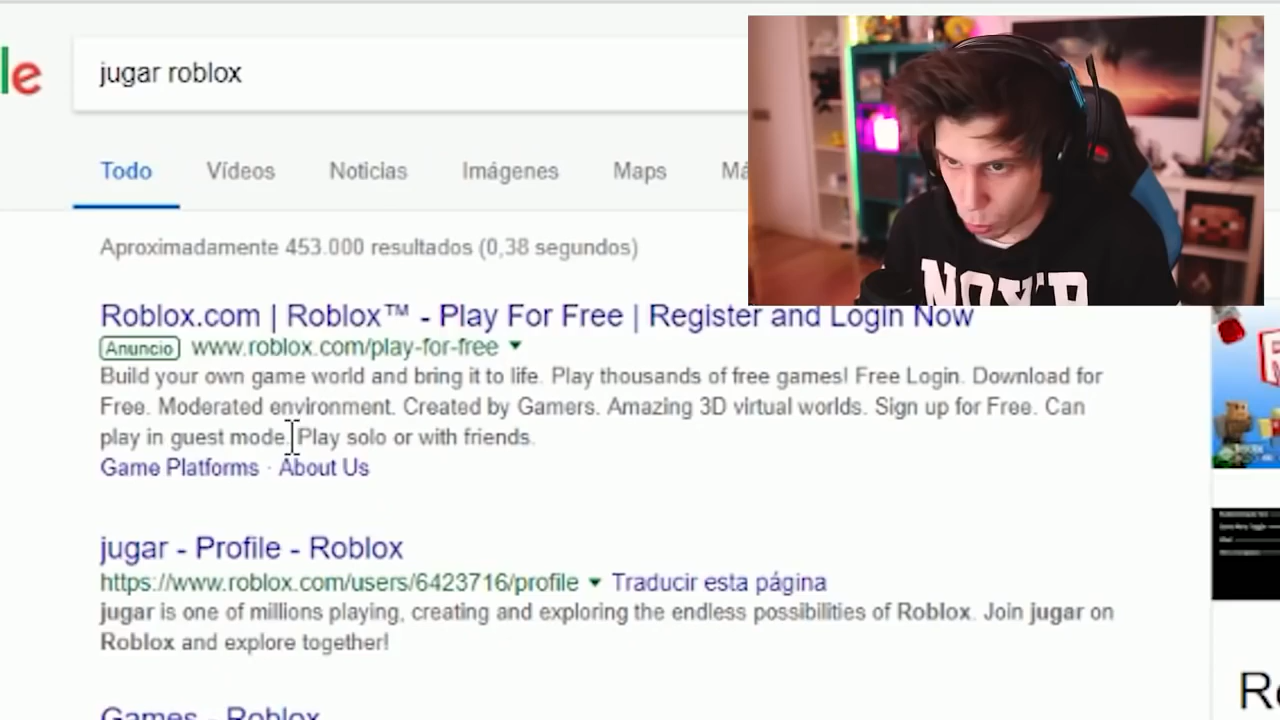 le
jugar roblox
Todo Vídeos Noticias Imágenes Maps Má
Aproximadamente 453.000 resultados (0,38 segundos)
Roblox.com | Roblox™ - Play For Free | Register and Login Now
Anuncio www.roblox.com/play-for-free
Build your own game world and bring it to life. Play thousands of free games! Free Login. Download for
Free. Moderated environment. Created by Gamers. Amazing 3D virtual worlds. Sign up for Free. Can
play in guest mode. Play solo or with friends.
Game Platforms · About Us
jugar - Profile - Roblox
https://www.roblox.com/users/6423716/profile Traducir esta página
jugar is one of millions playing, creating and exploring the endless possibilities of Roblox. Join jugar on
Roblox and explore together!
Games - Roblox